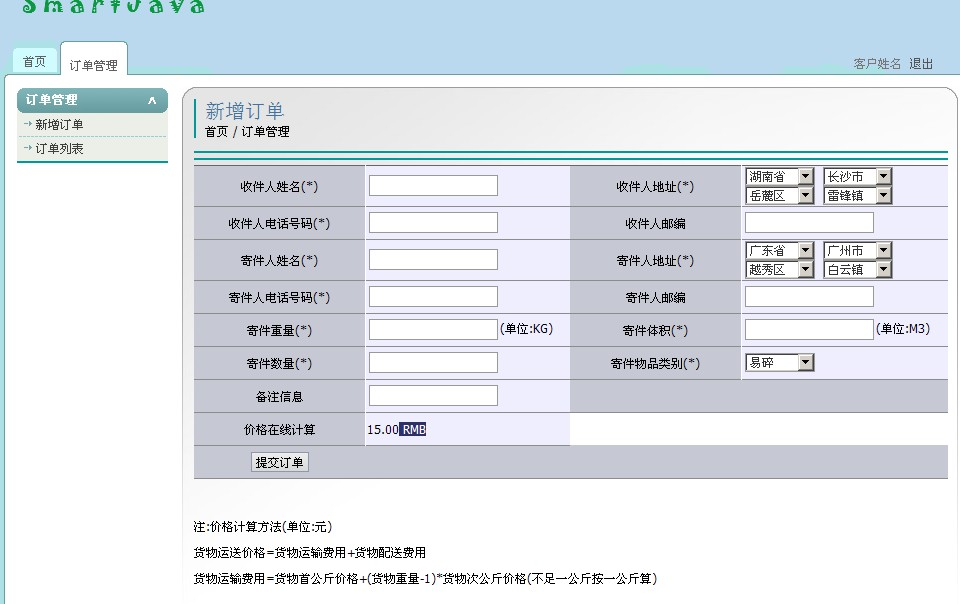 SmartJava
首页 订单管理 客户姓名 退出
订单管理
新增订单
订单列表
新增订单
首页 / 订单管理
收件人姓名(*) 收件人地址(*) 湖南省 长沙市
岳麓区 雷锋镇
收件人电话号码(*) 收件人邮编
寄件人姓名(*) 寄件人地址(*) 广东省 广州市
越秀区 白云镇
寄件人电话号码(*) 寄件人邮编
寄件重量(*) (单位:KG) 寄件体积(*) (单位:M3)
寄件数量(*) 寄件物品类别(*) 易碎
备注信息
价格在线计算 15.00 RMB
提交订单
注:价格计算方法(单位:元)
货物运送价格=货物运输费用+货物配送费用
货物运输费用=货物首公斤价格+(货物重量-1)*货物次公斤价格(不足一公斤按一公斤算)